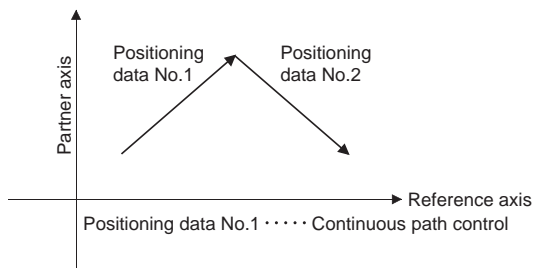 Partner axis
Positioning
data No.1
Positioning
data No.2
Reference axis
Positioning data No.1 ····· Continuous path control